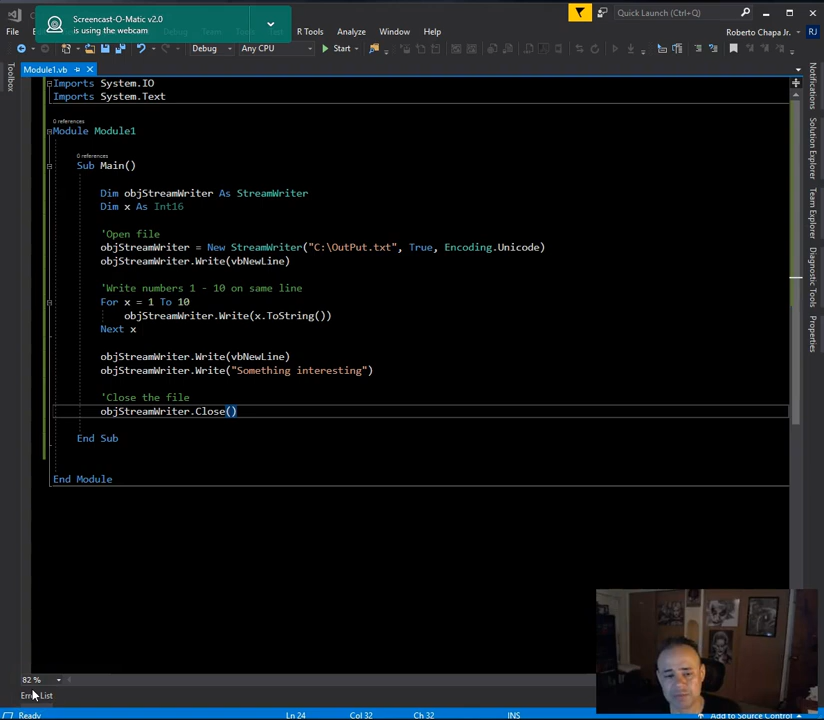 Screencast-O-Matic v2.0
is using the webcam
Quick Launch (Ctrl+Q)
File
R Tools
Analyze
Window
Help
Roberto Chapa Jr.
RJ
Debug
Any CPU
Start
Toolbox
Module1.vb
Imports System.IO
Imports System.Text
0 references
Module Module1
0 references
Sub Main()
Dim objStreamWriter As StreamWriter
Dim x As Int16
'Open file
objStreamWriter = New StreamWriter("C:\OutPut.txt", True, Encoding.Unicode)
objStreamWriter.Write(vbNewLine)
'Write numbers 1 - 10 on same line
For x = 1 To 10
objStreamWriter.Write(x.ToString())
Next x
objStreamWriter.Write(vbNewLine)
objStreamWriter.Write("Something interesting")
'Close the file
objStreamWriter.Close()
End Sub
End Module
Notifications
Solution Explorer
Team Explorer
Diagnostic Tools
Properties
82 %
Error List
Ready
Ln 24
Col 32
Ch 32
INS
Add to Source Control